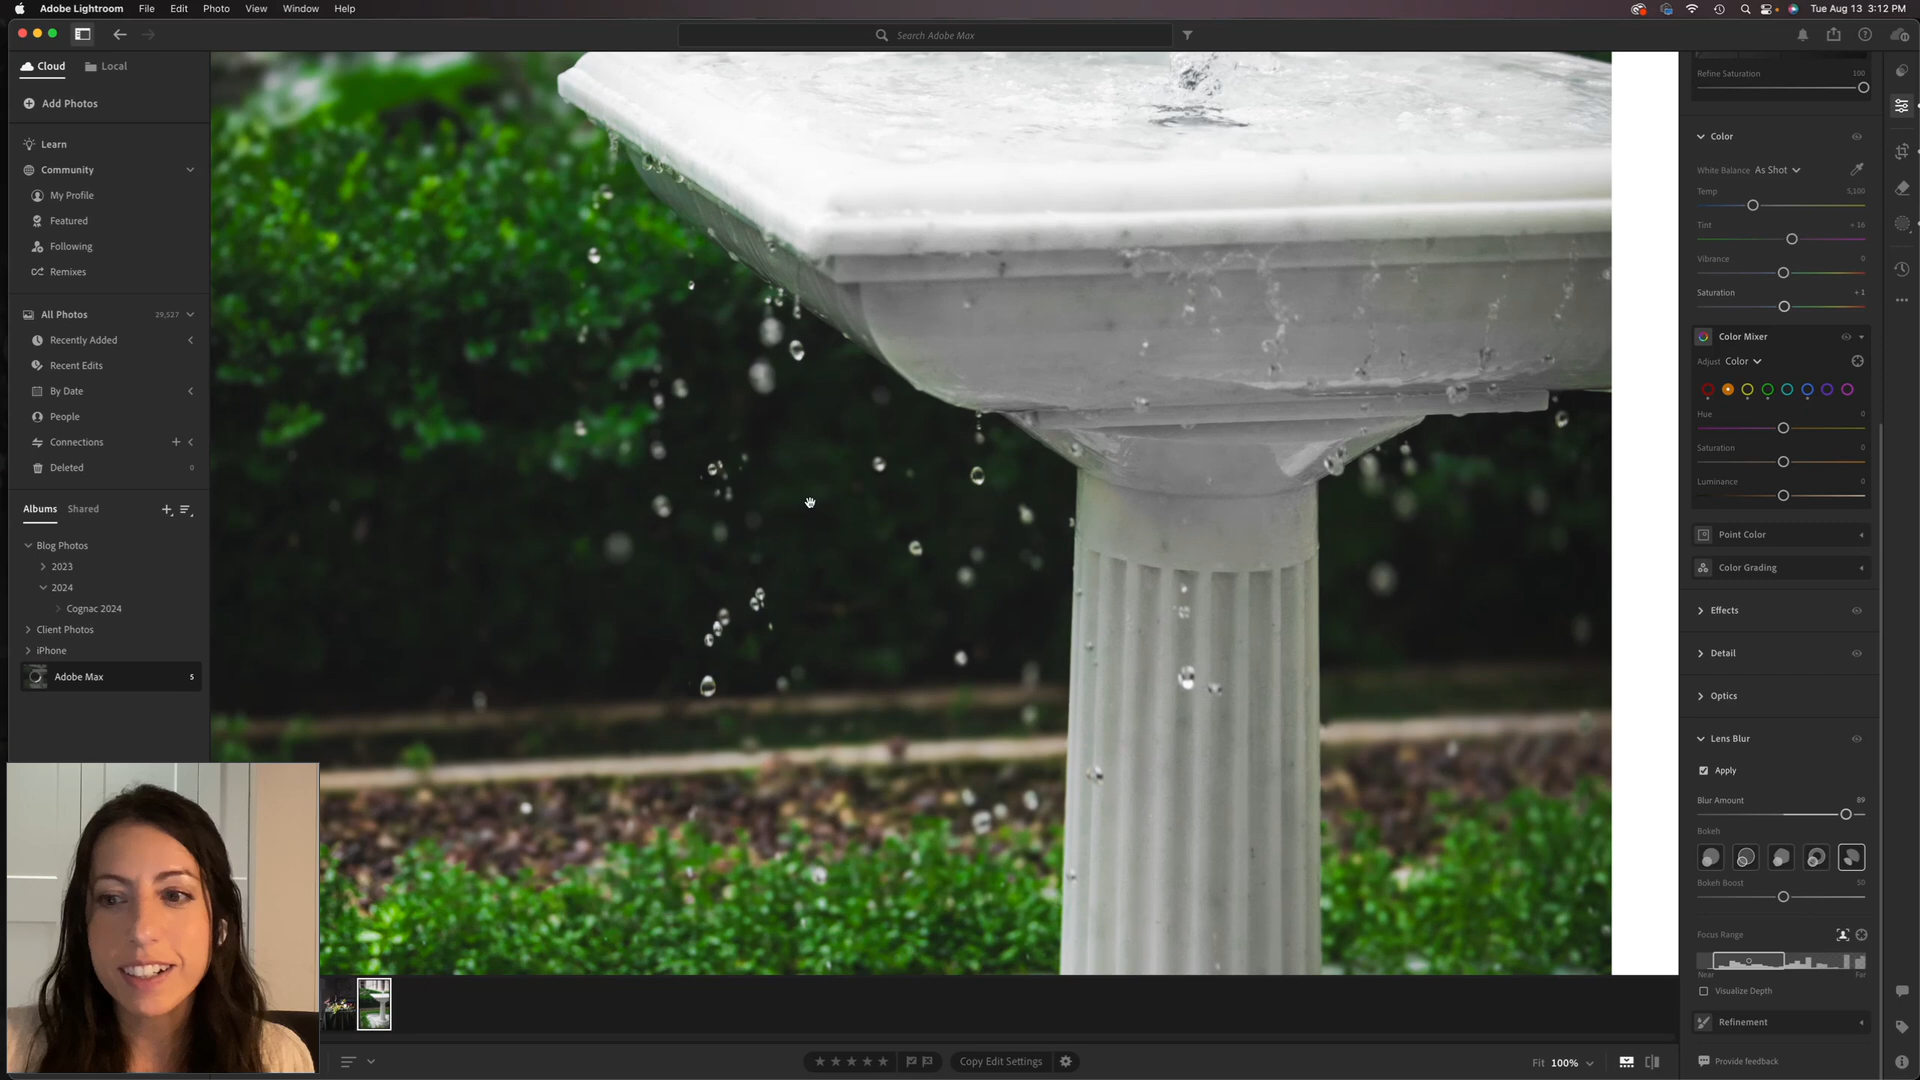 Adobe Lightroom File Edit Photo View Window Help Tue Aug 13 3:12 PM
Search Adobe Max
Cloud Local
Add Photos
Learn
Community
My Profile
Featured
Following
Remixes
All Photos 29,527
Recently Added
Recent Edits
By Date
People
Connections
Deleted 0
Albums Shared
Blog Photos
2023
2024
Cognac 2024
Client Photos
iPhone
Adobe Max 5
Refine Saturation 100
Color
White Balance As Shot
Temp 5,100
Tint + 16
Vibrance 0
Saturation + 1
Color Mixer
Adjust Color
Hue 0
Saturation 0
Luminance 0
Point Color
Color Grading
Effects
Detail
Optics
Lens Blur
Apply
Blur Amount 89
Bokeh
Bokeh Boost 50
Focus Range
Near Far
Visualize Depth
Refinement
Provide feedback
Copy Edit Settings
Fit 100%